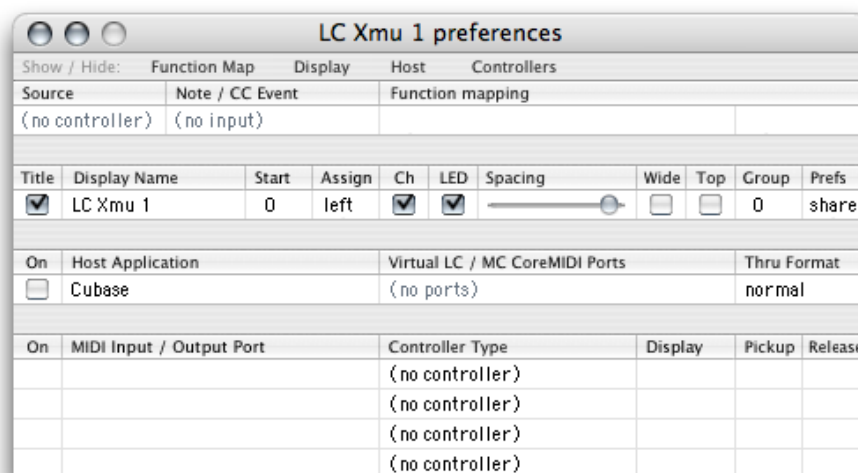 LC Xmu 1 preferences
Show / Hide: Function Map Display Host Controllers
Source Note / CC Event Function mapping
(no controller) (no input)
Title Display Name Start Assign Ch LED Spacing Wide Top Group Prefs
LC Xmu 1 0 left 0 share
On Host Application Virtual LC / MC CoreMIDI Ports Thru Format
Cubase (no ports) normal
On MIDI Input / Output Port Controller Type Display Pickup Release
(no controller)
(no controller)
(no controller)
(no controller)